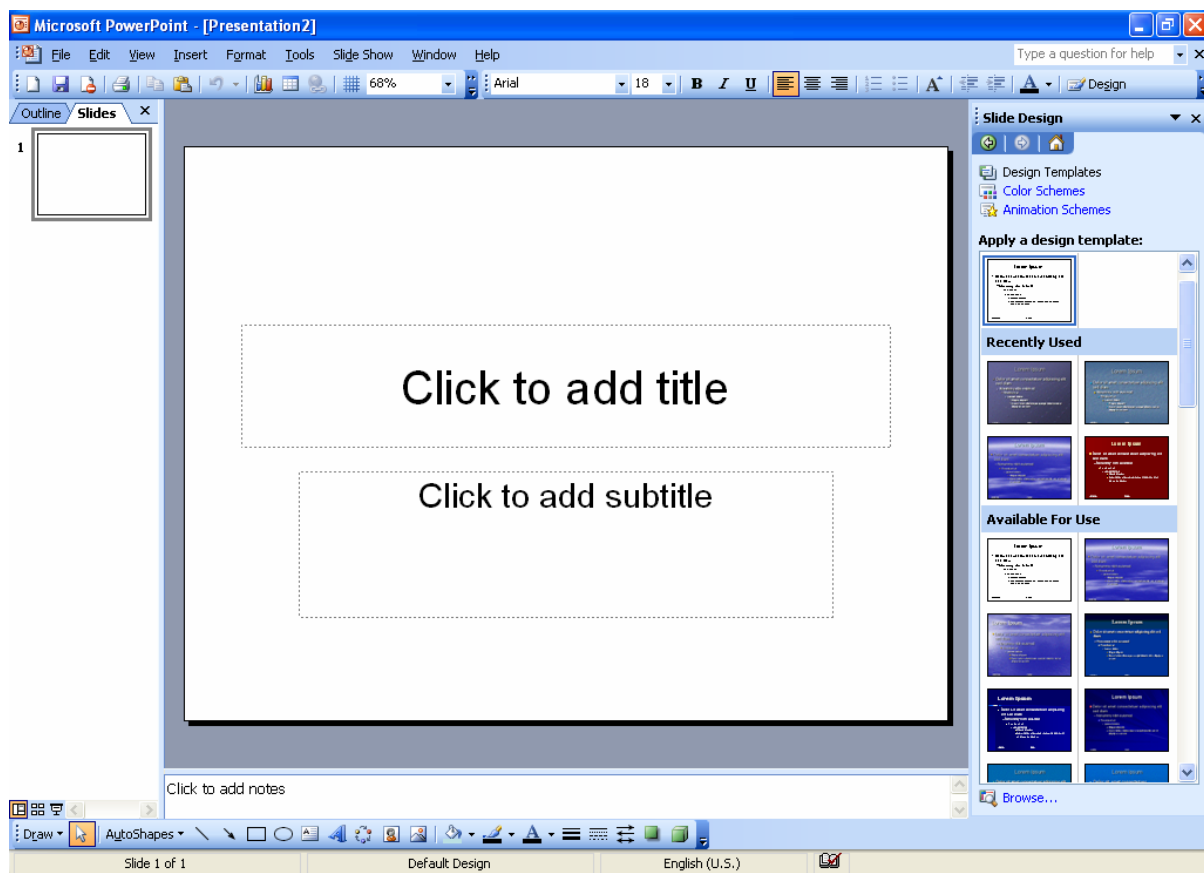 Microsoft PowerPoint - [Presentation2]
File Edit View Insert Format Tools Slide Show Window Help Type a question for help
68% Arial 18 B I U A A Design
Outline Slides Slide Design
1
Design Templates
Color Schemes
Animation Schemes
Apply a design template:
Recently Used
Click to add title
Click to add subtitle
Available For Use
Click to add notes
Browse...
Draw AutoShapes A A
Slide 1 of 1 Default Design English (U.S.)